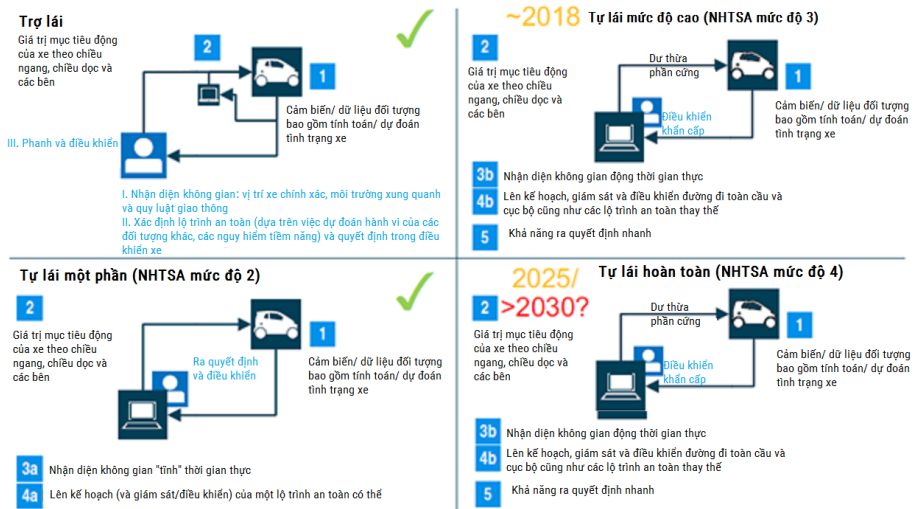 Trợ lái
Giá trị mục tiêu động
của xe theo chiều
ngang, chiều dọc và
các bên
2
1
Cảm biến/ dữ liệu đối tượng
bao gồm tính toán/ dự đoán
tình trạng xe
III. Phanh và điều khiển
I. Nhận diện không gian: vị trí xe chính xác, môi trường xung quanh
và quy luật giao thông
II. Xác định lộ trình an toàn (dựa trên việc dự đoán hành vi của các
đối tượng khác, các nguy hiểm tiềm năng) và quyết định trong điều
khiển xe
~2018
Tự lái mức độ cao (NHTSA mức độ 3)
2
Giá trị mục tiêu động
của xe theo chiều
ngang, chiều dọc và
các bên
Dư thừa
phần cứng
1
Điều khiển
khẩn cấp
Cảm biến/ dữ liệu đối tượng
bao gồm tính toán/ dự đoán
tình trạng xe
3b Nhận diện không gian động thời gian thực
4b Lên kế hoạch, giám sát và điều khiển đường đi toàn cầu và
cục bộ cũng như các lộ trình an toàn thay thế
5 Khả năng ra quyết định nhanh
Tự lái một phần (NHTSA mức độ 2)
2
Giá trị mục tiêu động
của xe theo chiều
ngang, chiều dọc và
các bên
1
Ra quyết định
và điều khiển
Cảm biến/ dữ liệu đối tượng
bao gồm tính toán/ dự đoán
tình trạng xe
3a Nhận diện không gian "tĩnh" thời gian thực
4a Lên kế hoạch (và giám sát/điều khiển) của một lộ trình an toàn có thể
Tự lái hoàn toàn (NHTSA mức độ 4)
2025/
>2030?
2
Giá trị mục tiêu động
của xe theo chiều
ngang, chiều dọc và
các bên
Dư thừa
phần cứng
1
Điều khiển
khẩn cấp
Cảm biến/ dữ liệu đối tượng
bao gồm tính toán/ dự đoán
tình trạng xe
3b Nhận diện không gian động thời gian thực
4b Lên kế hoạch, giám sát và điều khiển đường đi toàn cầu và
cục bộ cũng như các lộ trình an toàn thay thế
5 Khả năng ra quyết định nhanh